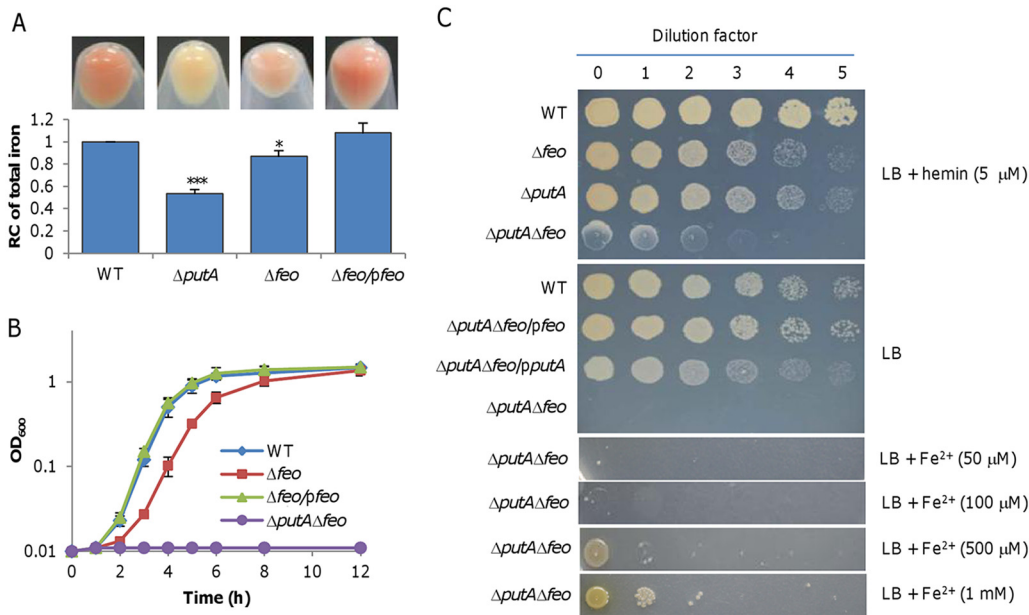 A
RC of total iron
1.2
1
0.8
0.6
0.4
0.2
0
***
*
WT
ΔputA
Δfeo
Δfeo/pfeo
B
OD600
1
0.1
0.01
WT
Δfeo
Δfeo/pfeo
ΔputAΔfeo
0 2 4 6 8 10 12
Time (h)
C
Dilution factor
0 1 2 3 4 5
WT
Δfeo
ΔputA
ΔputAΔfeo
LB + hemin (5 μM)
WT
ΔputAΔfeo/pfeo
ΔputAΔfeo/pputA
ΔputAΔfeo
LB
ΔputAΔfeo LB + Fe2+ (50 μM)
ΔputAΔfeo LB + Fe2+ (100 μM)
ΔputAΔfeo LB + Fe2+ (500 μM)
ΔputAΔfeo LB + Fe2+ (1 mM)